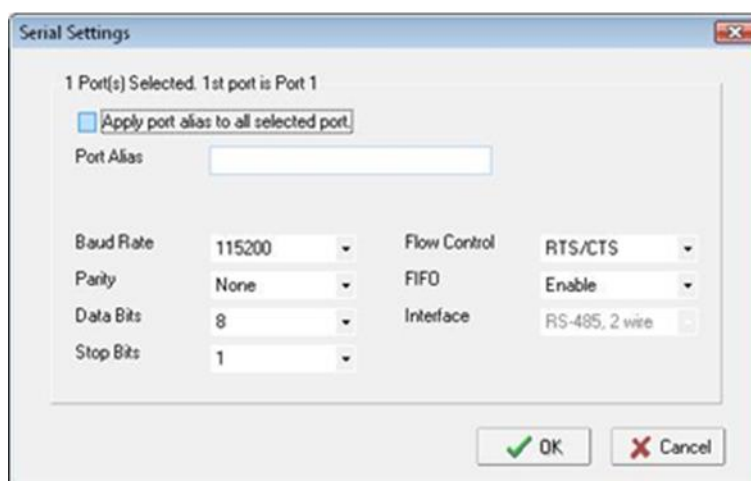 Serial Settings
1 Port(s) Selected. 1st port is Port 1
Apply port alias to all selected port.
Port Alias
Baud Rate 115200 Flow Control RTS/CTS
Parity None FIFO Enable
Data Bits 8 Interface RS-485, 2 wire
Stop Bits 1
OK Cancel